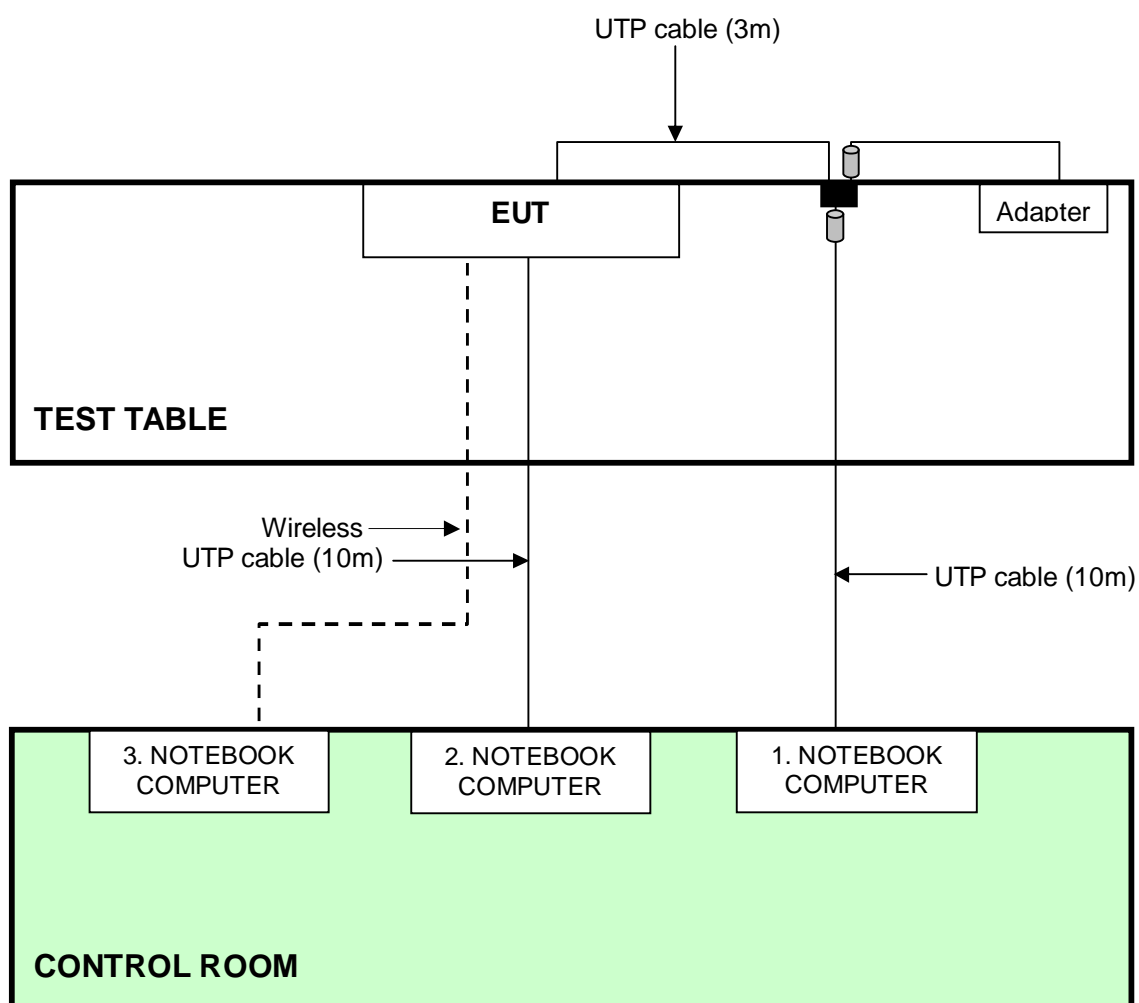 UTP cable (3m)
EUT
Adapter
TEST TABLE
Wireless
UTP cable (10m)
UTP cable (10m)
3. NOTEBOOK
COMPUTER
2. NOTEBOOK
COMPUTER
1. NOTEBOOK
COMPUTER
CONTROL ROOM